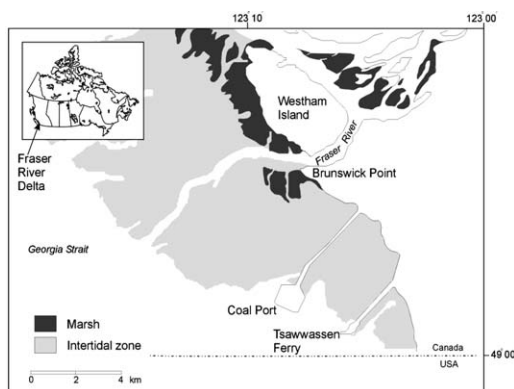 123 10
123 00
Fraser
River
Delta
Westham
Island
Fraser River
Brunswick Point
Georgia Strait
Coal Port
Tsawwassen
Ferry
Marsh
Intertidal zone
0 2 4
km
Canada
USA
49 00